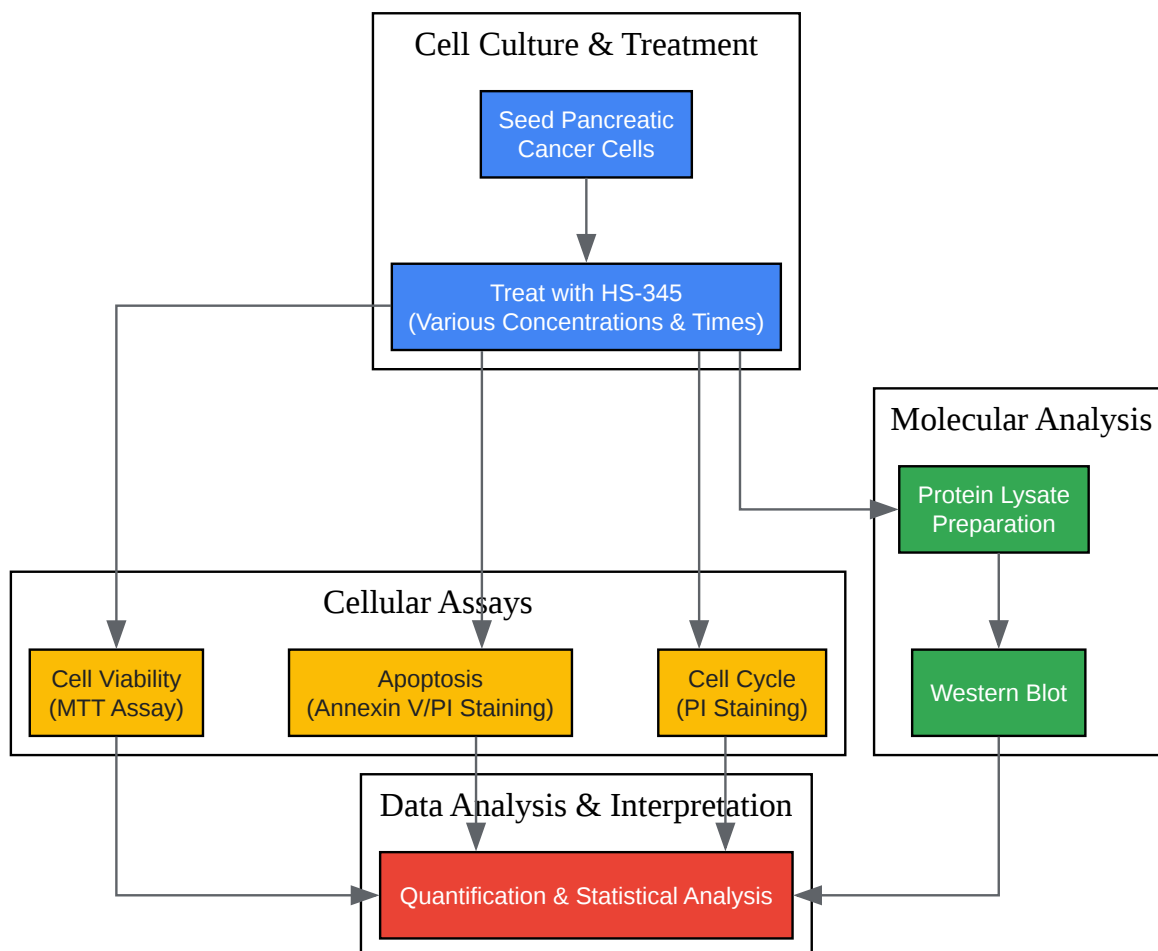 Cell Culture & Treatment
Seed Pancreatic
Cancer Cells
Treat with HS-345
(Various Concentrations & Times)
Molecular Analysis
Protein Lysate
Preparation
Western Blot
Cellular Assays
Cell Viability
(MTT Assay)
Apoptosis
(Annexin V/PI Staining)
Cell Cycle
(PI Staining)
Data Analysis & Interpretation
Quantification & Statistical Analysis